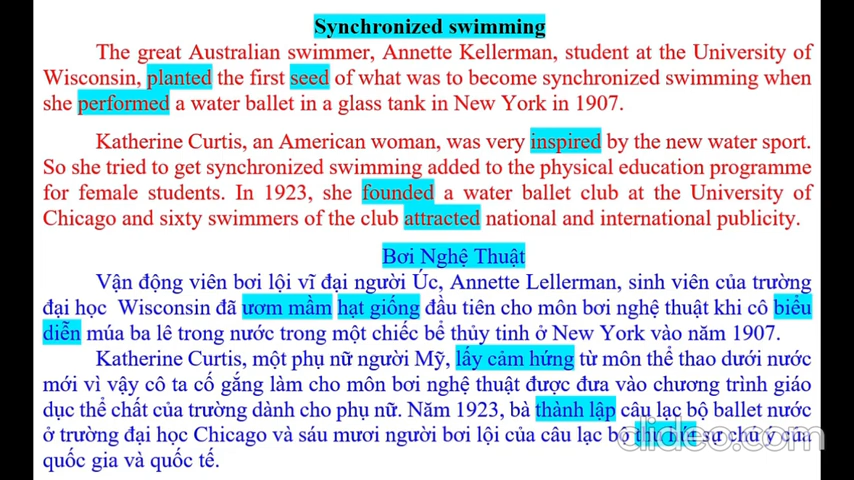 Synchronized swimming
The great Australian swimmer, Annette Kellerman, student at the University of
Wisconsin, planted the first seed of what was to become synchronized swimming when
she performed a water ballet in a glass tank in New York in 1907.
Katherine Curtis, an American woman, was very inspired by the new water sport.
So she tried to get synchronized swimming added to the physical education programme
for female students. In 1923, she founded a water ballet club at the University of
Chicago and sixty swimmers of the club attracted national and international publicity.
Bơi Nghệ Thuật
Vận động viên bơi lội vĩ đại người Úc, Annette Lellerman, sinh viên của trường
đại học Wisconsin đã ươm mầm hạt giống đầu tiên cho môn bơi nghệ thuật khi cô biểu
diễn múa ba lê trong nước trong một chiếc bể thủy tinh ở New York vào năm 1907.
Katherine Curtis, một phụ nữ người Mỹ, lấy cảm hứng từ môn thể thao dưới nước
mới vì vậy cô ta cố gắng làm cho môn bơi nghệ thuật được đưa vào chương trình giáo
dục thể chất của trường dành cho phụ nữ. Năm 1923, bà thành lập câu lạc bộ ballet nước
ở trường đại học Chicago và sáu mươi người bơi lội của câu lạc bộ thu hút sự chú ý của
quốc gia và quốc tế.
clideo.com